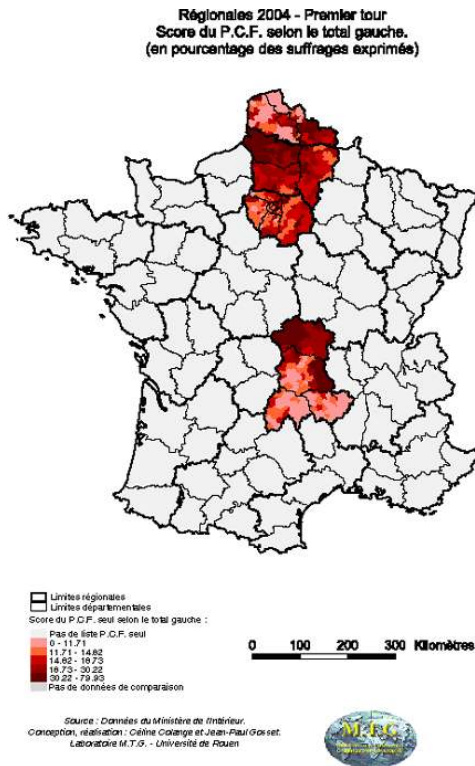 Régionales 2004 - Premier tour
Score du P.C.F. selon le total gauche.
(en pourcentage des suffrages exprimés)
Limites régionales
Limites départementales
Score du P.C.F. seul selon le total gauche :
Pas de liste P.C.F. seul
0 - 11.71
11.71 - 14.62
14.62 - 16.73
16.73 - 30.22
30.22 - 79.93
Pas de données de comparaison
0 100 200 300 Kilomètres
Source : Données du Ministère de l'Intérieur.
Conception, réalisation : Céline Colange et Jean-Paul Gosset.
Laboratoire M.T.G. - Université de Rouen
M.T.G.